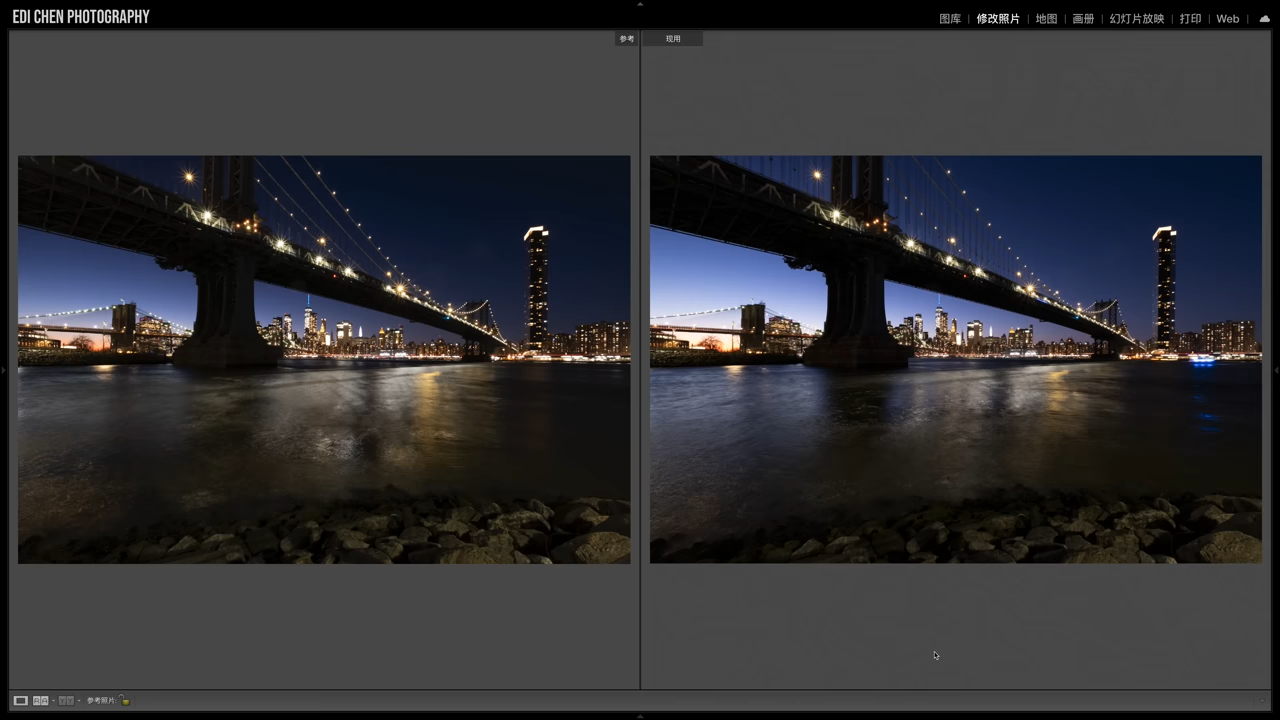 EDI CHEN PHOTOGRAPHY
图库 | 修改照片 | 地图 | 画册 | 幻灯片放映 | 打印 | Web |
参考
现用
R A
Y Y
参考照片: